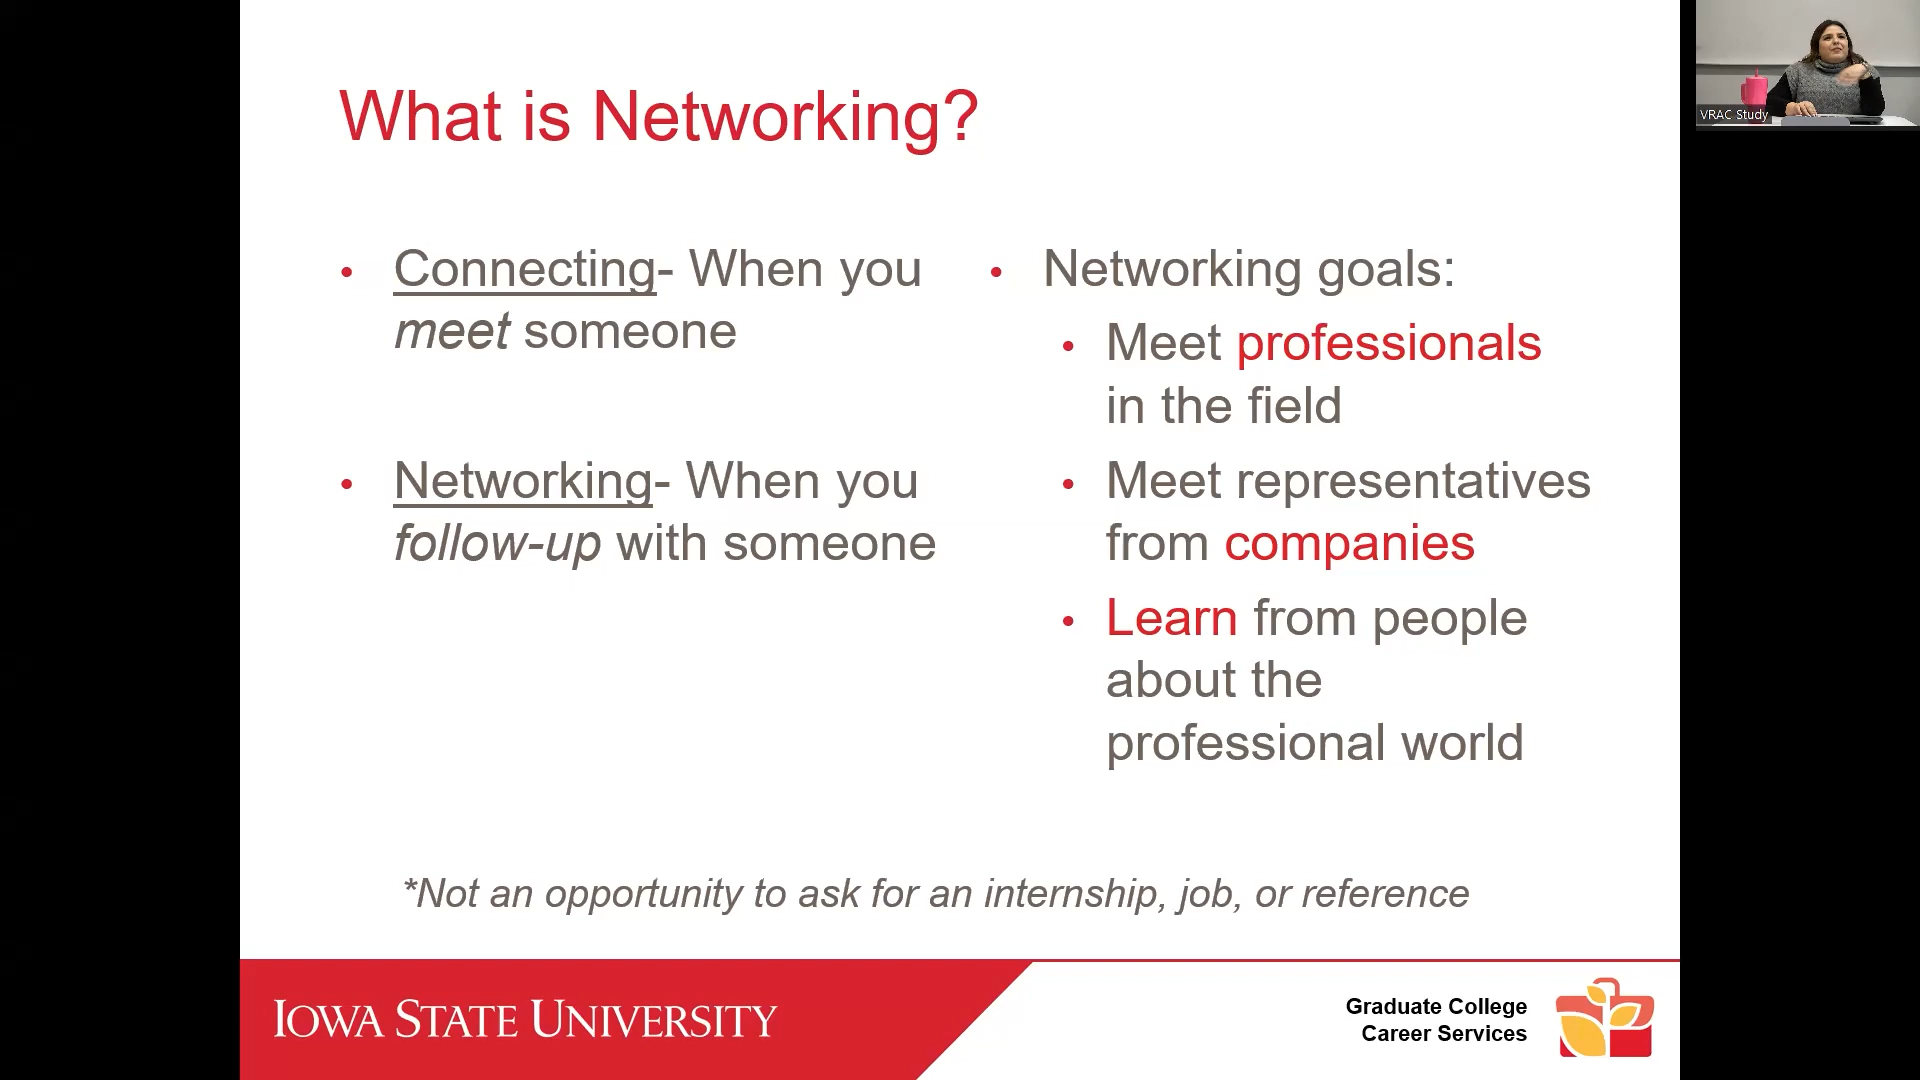 What is Networking?
• Connecting- When you
meet someone
• Networking- When you
follow-up with someone
• Networking goals:
• Meet professionals
in the field
• Meet representatives
from companies
• Learn from people
about the
professional world
*Not an opportunity to ask for an internship, job, or reference
IOWA STATE UNIVERSITY
Graduate College
Career Services
VRAC Study